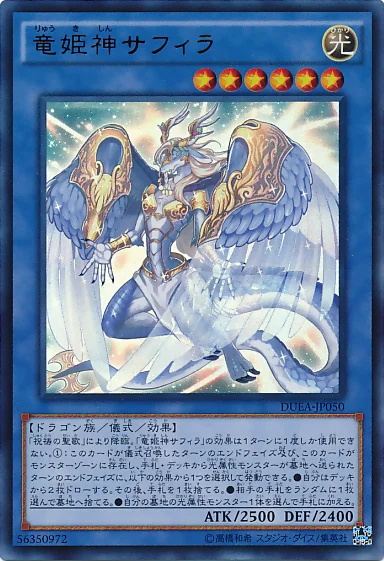 りゅう き しん
竜姫神サフィラ
ひかり
光
DUEA-JP050
【ドラゴン族／儀式／効果】
「祝祷の聖歌」により降臨。「竜姫神サフィラ」の効果は1ターンに1度しか使用でき
ない。①：このカードが儀式召喚したターンのエンドフェイズ及び、このカードが
モンスターゾーンに存在し、手札・デッキから光属性モンスターが墓地へ送られた
ターンのエンドフェイズに、以下の効果から1つを選択して発動できる。●自分はデッキ
から2枚ドローする。その後、手札を1枚捨てる。●相手の手札をランダムに1枚
選んで墓地へ捨てる。●自分の墓地の光属性モンスター1体を選んで手札に加える。
ATK/2500 DEF/2400
56350972
©高橋和希 スタジオ・ダイス/集英社